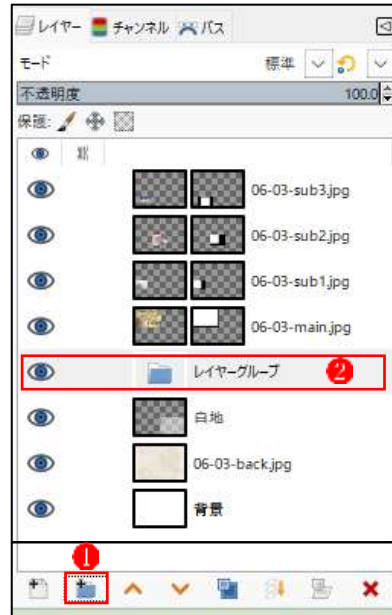 レイヤー チャンネル パス
モード 標準
不透明度 100.0
保護:
06-03-sub3.jpg
06-03-sub2.jpg
06-03-sub1.jpg
06-03-main.jpg
レイヤーグループ 2
白地
06-03-back.jpg
背景
1